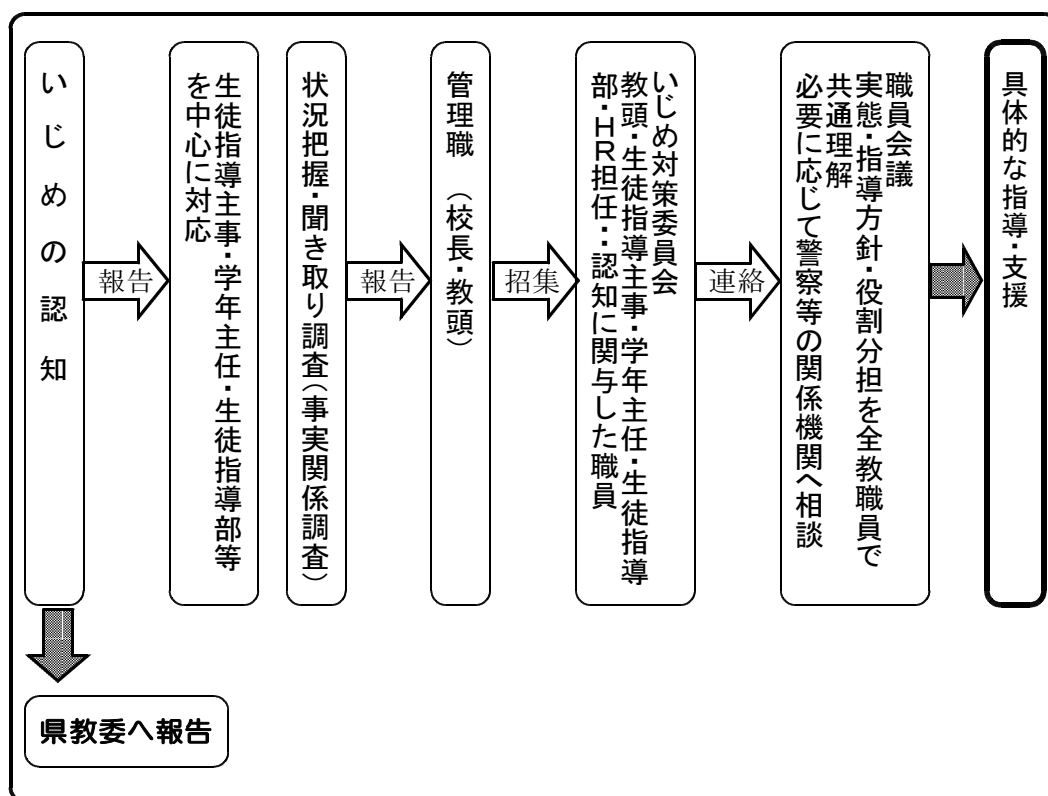 いじめの認知
報告
生徒指導主事・学年主任・生徒指導部等
を中心に対応
状況把握・聞き取り調査(事実関係調査)
報告
管理職 (校長・教頭)
招集
いじめ対策委員会
教頭・生徒指導主事・学年主任・生徒指導
部・HR担任・認知に関与した職員
連絡
職員会議
実態・指導方針・役割分担を全教職員で
共通理解
必要に応じて警察等の関係機関へ相談
具体的な指導・支援
県教委へ報告